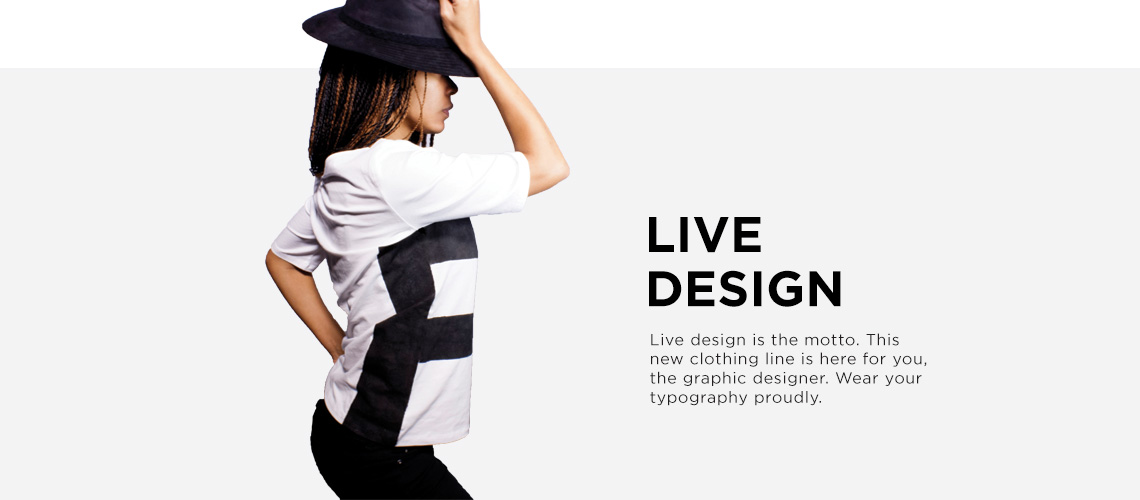 LIVE
DESIGN
Live design is the motto. This
new clothing line is here for you,
the graphic designer. Wear your
typography proudly.